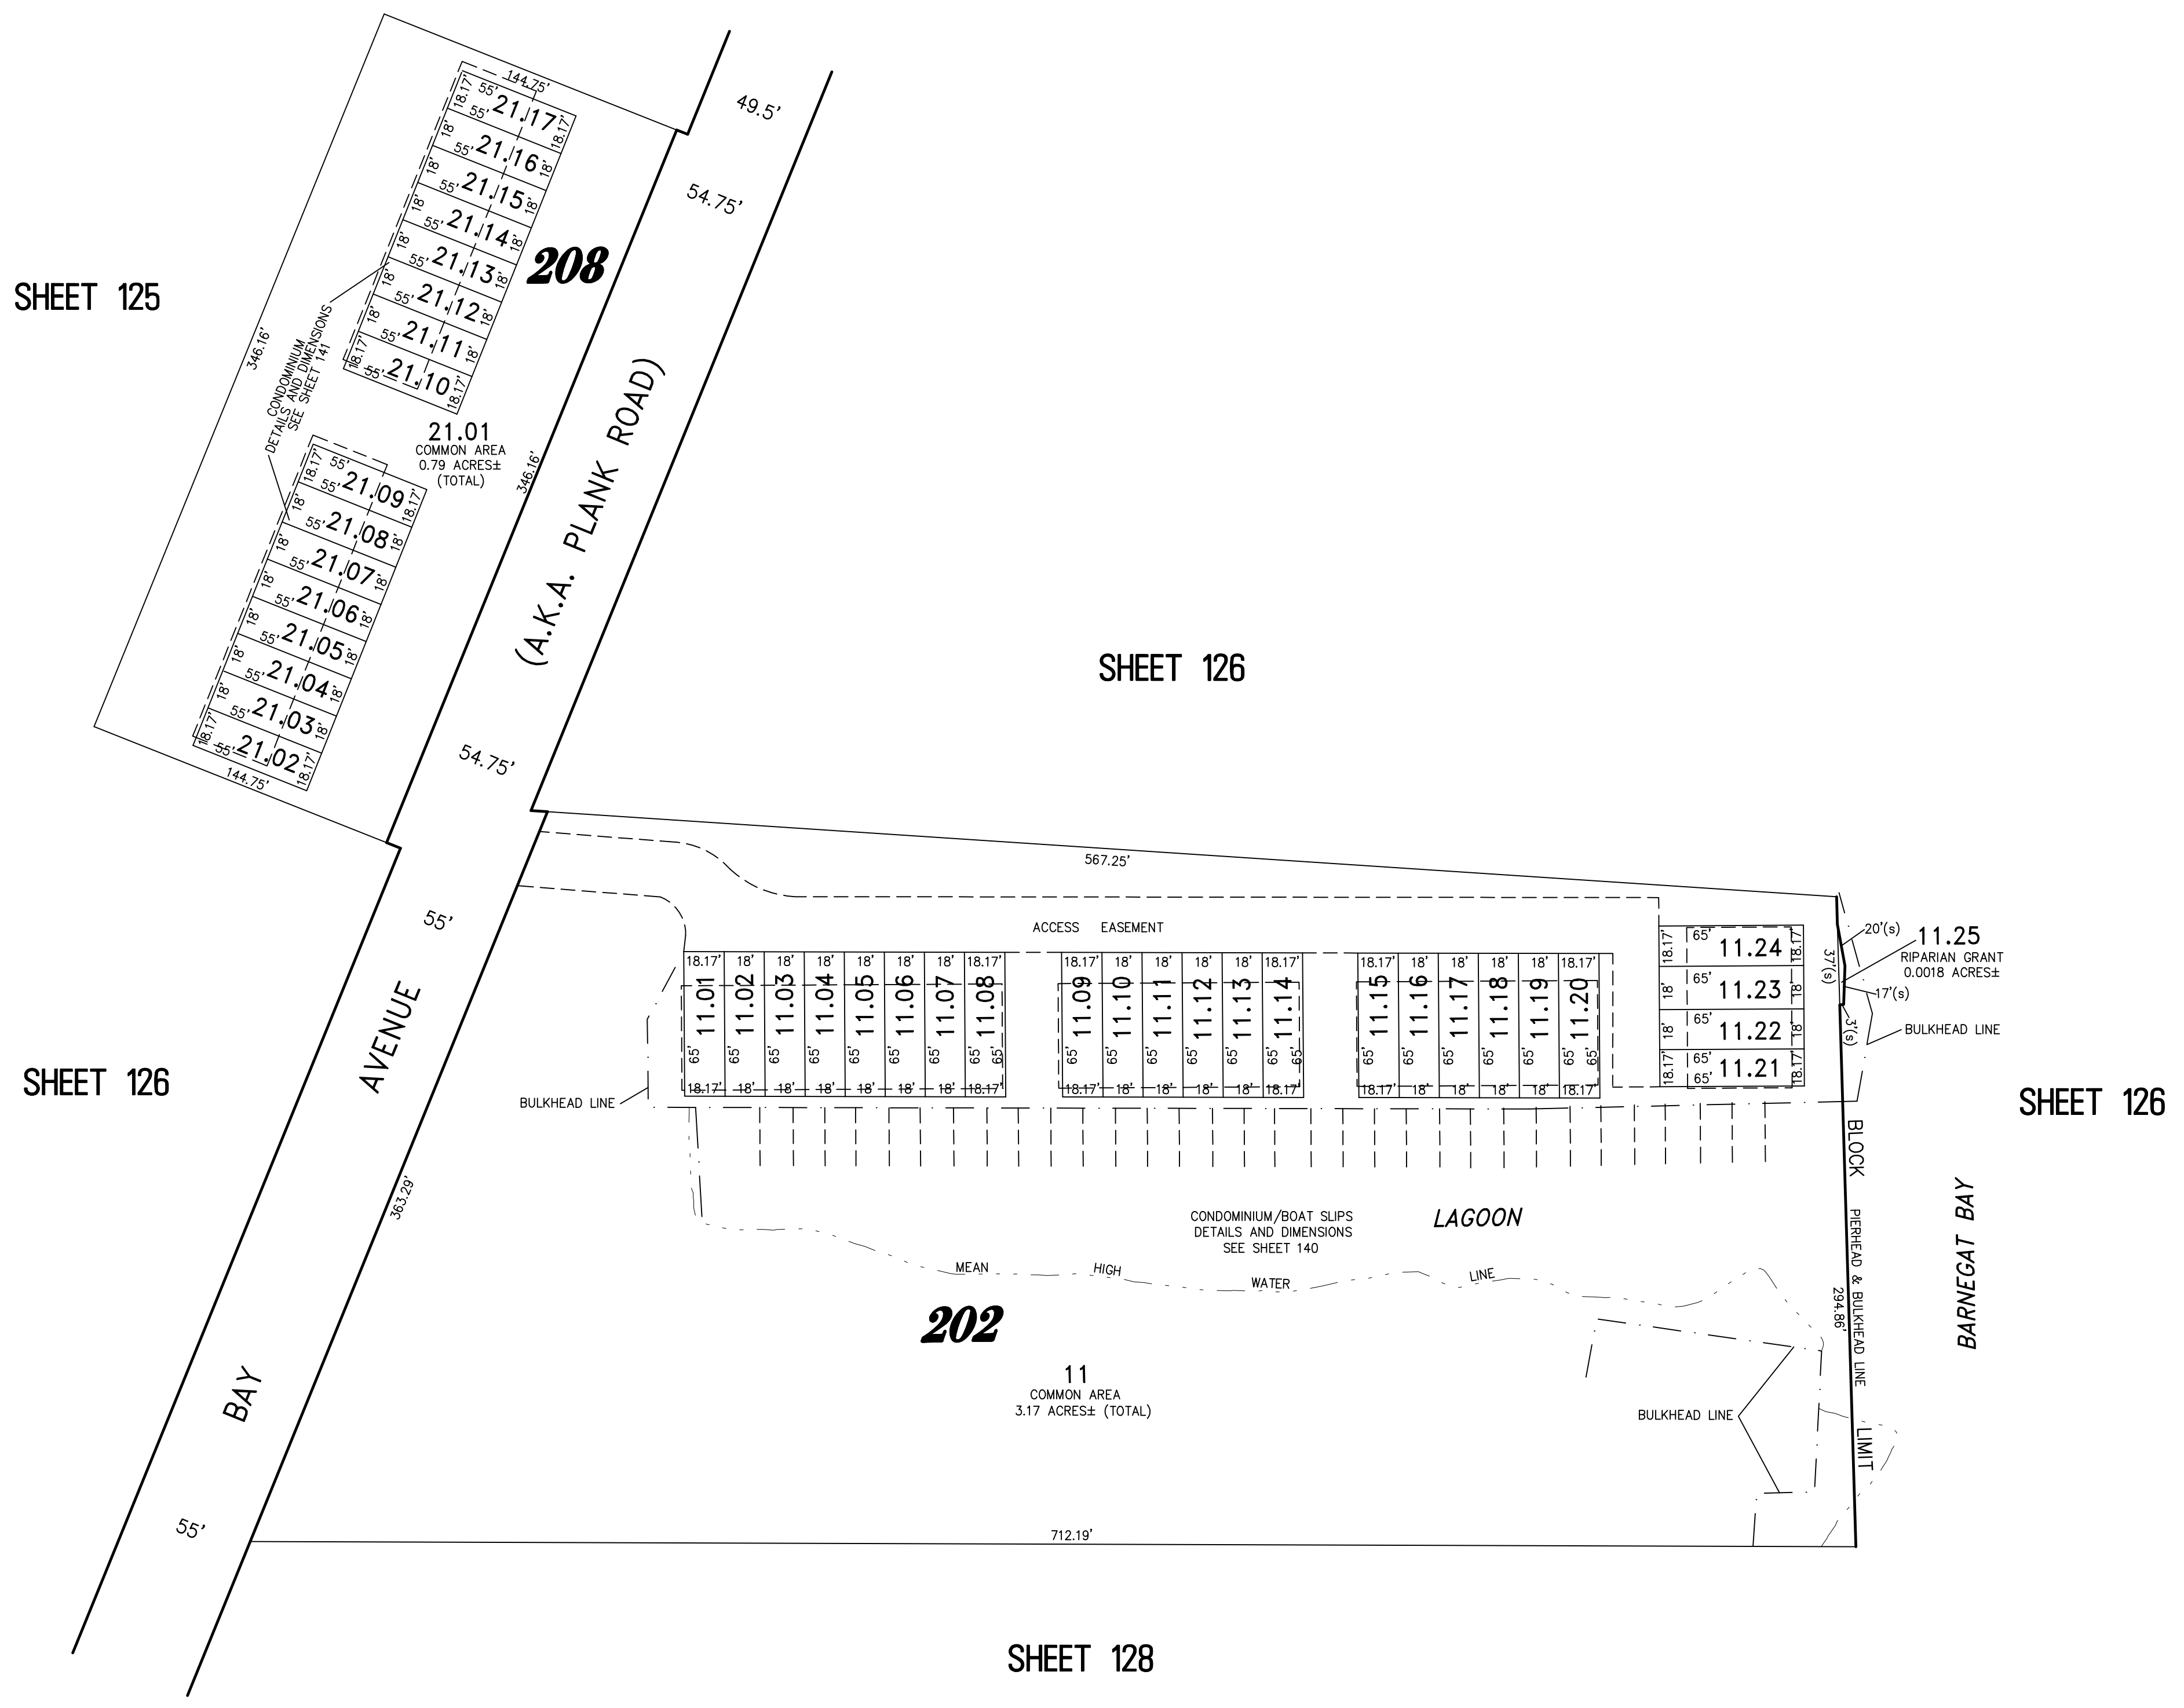 144.75'
18.17'
55'
55'
21.17
18.17'
18'
55'
21.16
18'
18'
55'
21.15
18'
18'
55'
21.14
18'
18'
55'
21.13
18'
18'
55'
21.12
18'
18'
55'
21.11
18'
18.17'
55'
21.10
18.17'
49.5'
54.75'
208
SHEET 125
346.16'
CONDOMINIUM
DETAILS AND DIMENSIONS
SEE SHEET 141
21.01
COMMON AREA
0.79 ACRES±
(TOTAL)
346.16'
(A.K.A. PLANK ROAD)
18.17'
55'
55'
21.09
18.17'
18'
55'
21.08
18'
18'
55'
21.07
18'
18'
55'
21.06
18'
18'
55'
21.05
18'
18'
55'
21.04
18'
18'
55'
21.03
18'
18.17'
55'
21.02
18.17'
144.75'
54.75'
SHEET 126
567.25'
55'
ACCESS EASEMENT
18.17' 18' 18' 18' 18' 18' 18' 18.17'
11.01 11.02 11.03 11.04 11.05 11.06 11.07 11.08
65' 65' 65' 65' 65' 65' 65' 65' 65'
18.17' 18' 18' 18' 18' 18' 18' 18.17'
18.17' 18' 18' 18' 18' 18.17'
11.09 11.10 11.11 11.12 11.13 11.14
65' 65' 65' 65' 65' 65' 65'
18.17' 18' 18' 18' 18' 18.17'
18.17' 18' 18' 18' 18' 18.17'
11.15 11.16 11.17 11.18 11.19 11.20
65' 65' 65' 65' 65' 65' 65'
18.17' 18' 18' 18' 18' 18.17'
18.17' 65' 11.24 18.17'
18' 65' 11.23 18'
18' 65' 11.22 18'
18.17' 65' 65' 11.21 18.17'
20'(s)
37'(s)
17'(s)
3'(s)
11.25
RIPARIAN GRANT
0.0018 ACRES±
BULKHEAD LINE
AVENUE
SHEET 126
BULKHEAD LINE
SHEET 126
363.29'
BLOCK
PIERHEAD & BULKHEAD LINE
294.86'
LIMIT
BARNEGAT BAY
CONDOMINIUM/BOAT SLIPS
DETAILS AND DIMENSIONS
SEE SHEET 140
LAGOON
MEAN HIGH WATER LINE
202
11
COMMON AREA
3.17 ACRES± (TOTAL)
BULKHEAD LINE
BAY
55'
712.19'
SHEET 128